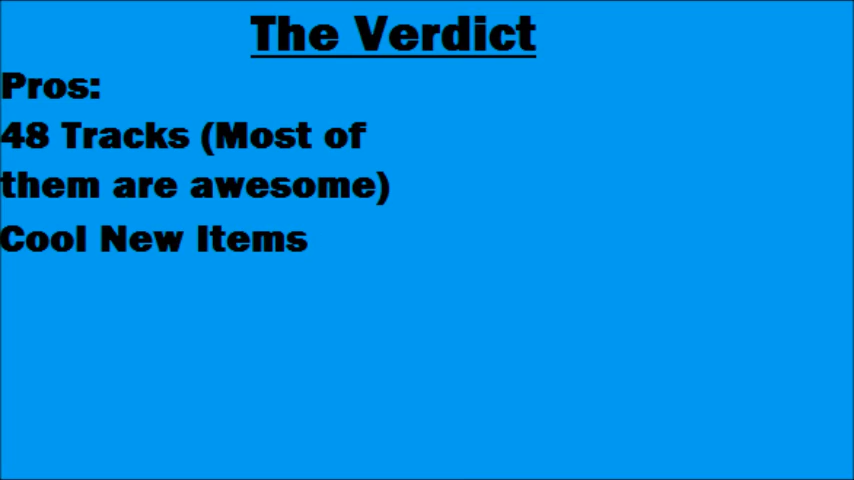 The Verdict
Pros:
48 Tracks (Most of
them are awesome)
Cool New Items